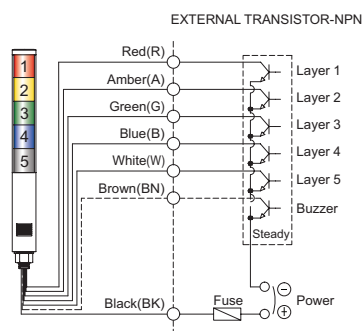 EXTERNAL TRANSISTOR-NPN
Red(R)
Layer 1
Amber(A)
Layer 2
Green(G)
Layer 3
Blue(B)
Layer 4
White(W)
Layer 5
Brown(BN)
Buzzer
Steady
Black(BK)
Fuse
Power
1
2
3
4
5